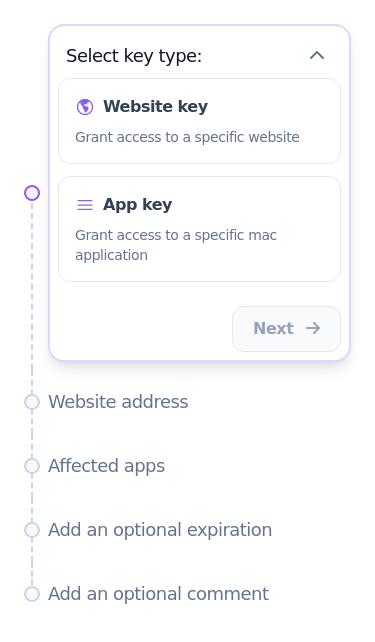 Select key type:
Website key
Grant access to a specific website
App key
Grant access to a specific mac
application
Next
Website address
Affected apps
Add an optional expiration
Add an optional comment